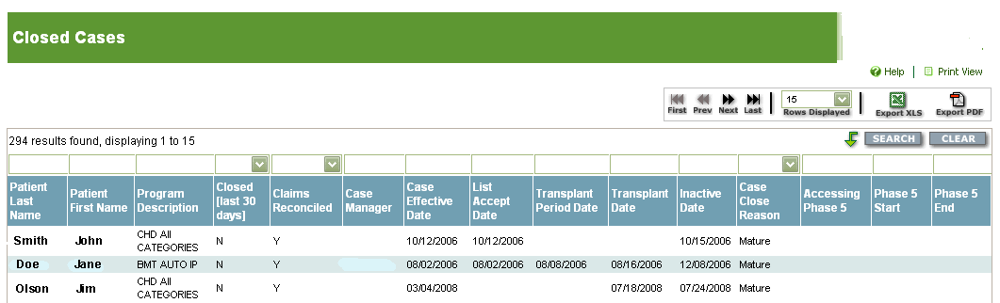 Closed Cases
Help | Print View
First Prev Next Last 15 Rows Displayed Export XLS Export PDF
294 results found, displaying 1 to 15 SEARCH CLEAR
Patient Last Name Patient First Name Program Description Closed [last 30 days] Claims Reconciled Case Manager Case Effective Date List Accept Date Transplant Period Date Transplant Date Inactive Date Case Close Reason Accessing Phase 5 Phase 5 Start Phase 5 End
Smith John CHD All CATEGORIES N Y 10/12/2006 10/12/2006 10/15/2006 Mature
Doe Jane BMT AUTO IP N Y 08/02/2006 08/02/2006 08/08/2006 08/16/2006 12/08/2006 Mature
Olson Jim CHD All CATEGORIES N Y 03/04/2008 07/18/2008 07/24/2008 Mature